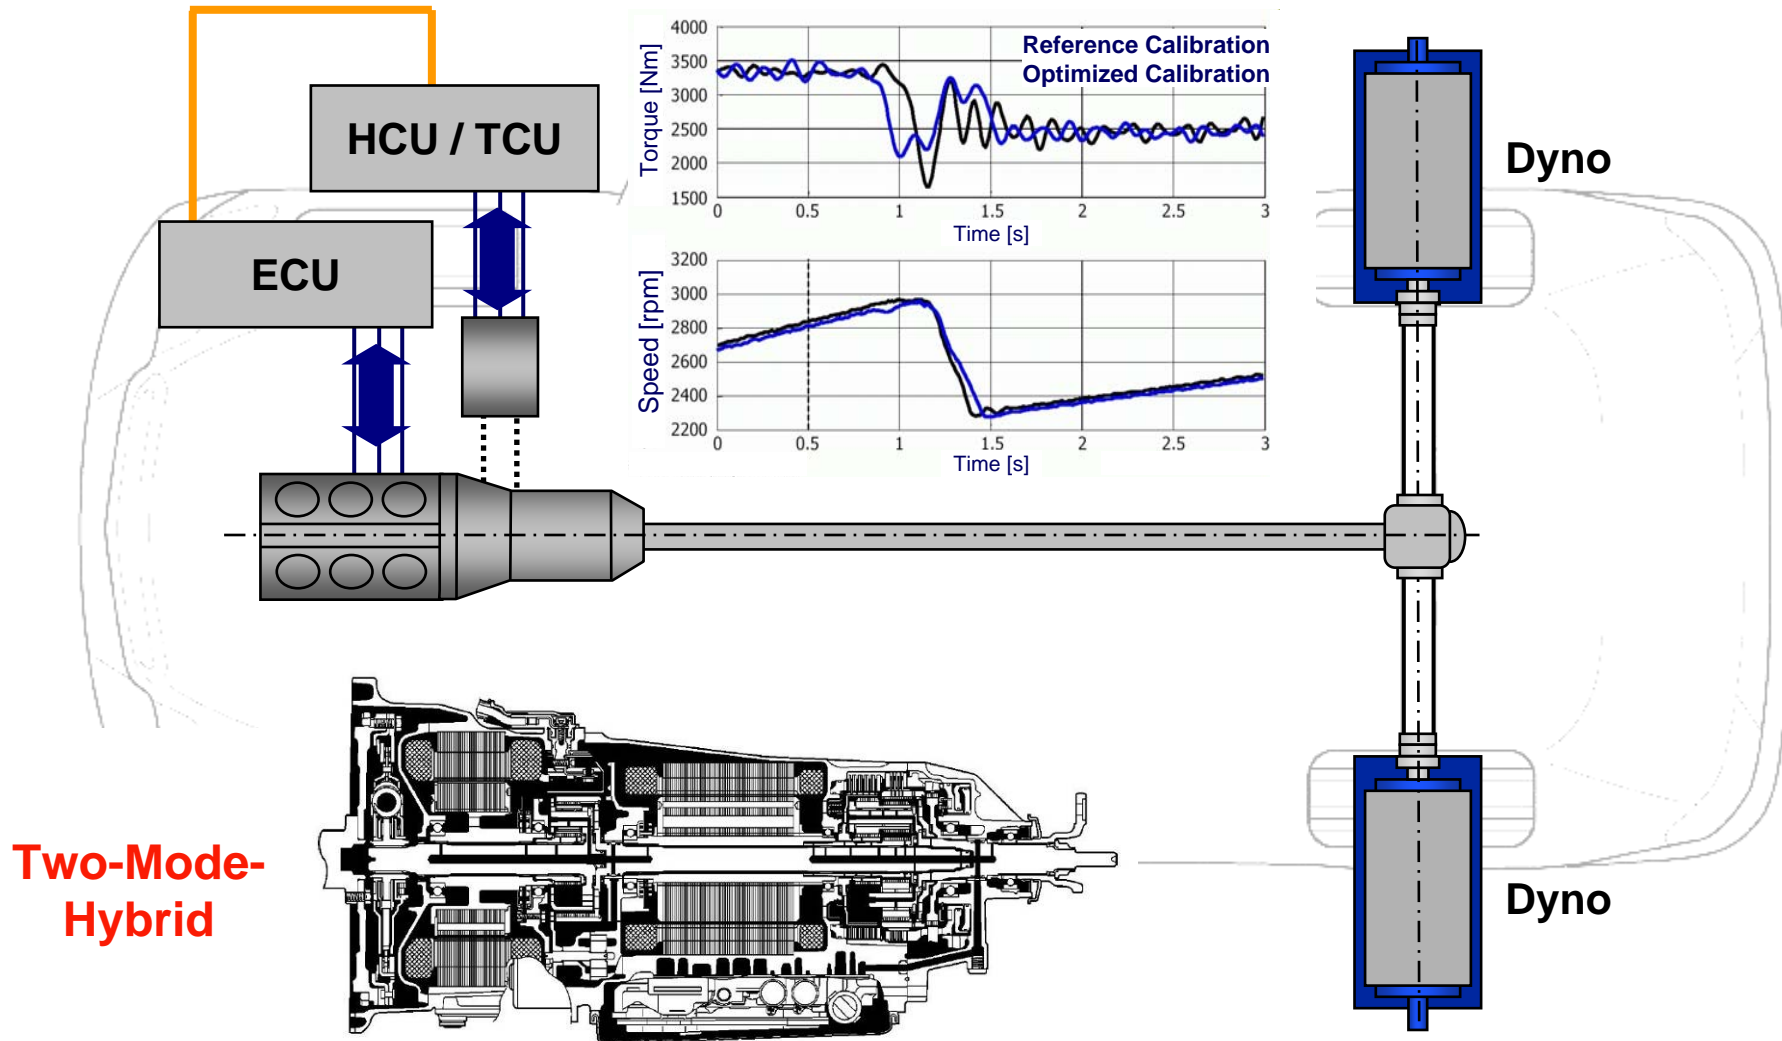 HCU / TCU
ECU
Torque [Nm]
4000
3500
3000
2500
2000
1500
Reference Calibration
Optimized Calibration
0
0.5
1
1.5
2
2.5
3
Time [s]
Speed [rpm]
3200
3000
2800
2600
2400
2200
0
0.5
1
1.5
2
2.5
3
Time [s]
Dyno
Two-Mode-
Hybrid
Dyno